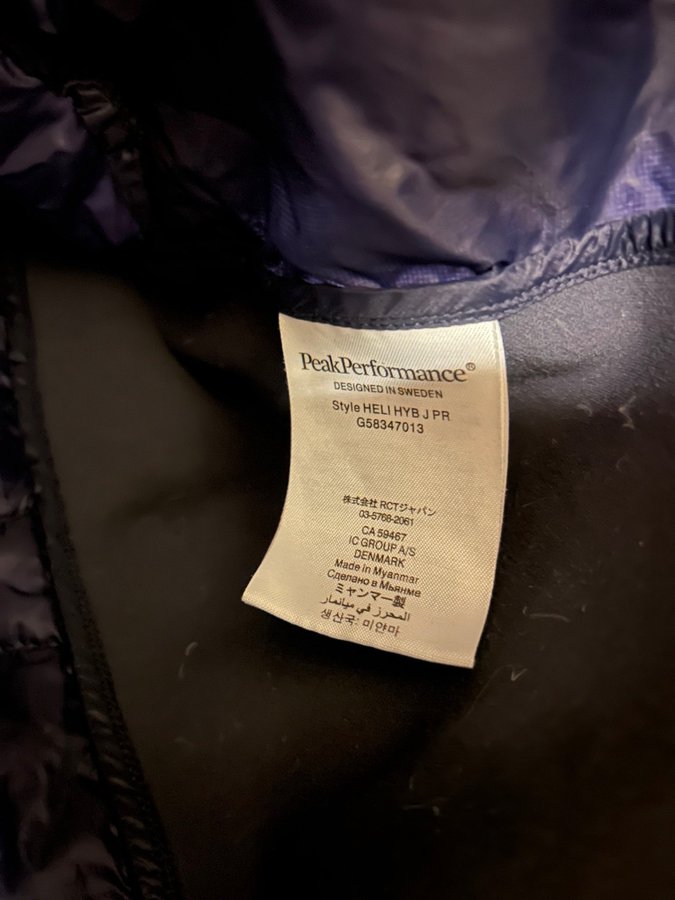 PeakPerformance®
DESIGNED IN SWEDEN
Style HELI HYB J PR
G58347013
株式会社 RCTジャパン
03-5768-2061
CA 59467
IC GROUP A/S
DENMARK
Made in Myanmar
Сделано в Мьянме
ミャンマー製
المحرز في ميانمار
생산국: 미얀마